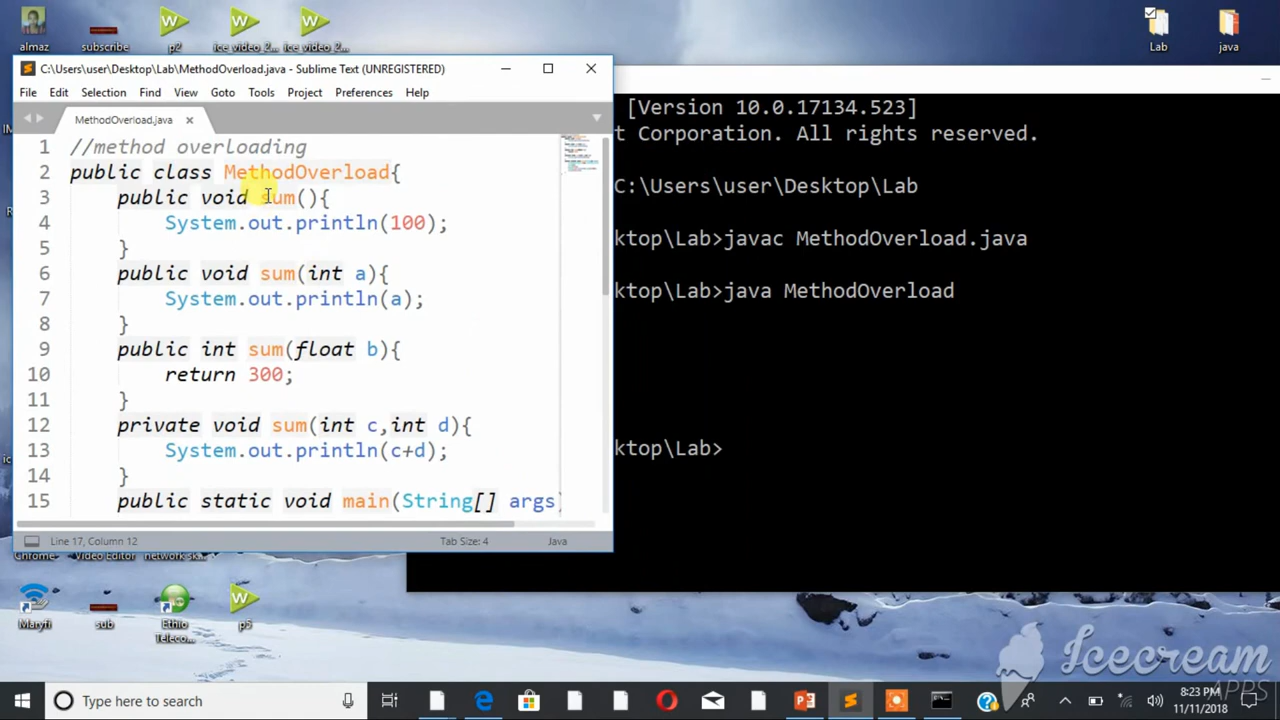 almaz
subscribe
p2
ice_video_2...
ice_video_2...
Lab
java
C:\Users\user\Desktop\Lab\MethodOverload.java - Sublime Text (UNREGISTERED)
File Edit Selection Find View Goto Tools Project Preferences Help
MethodOverload.java
1 //method overloading
2 public class MethodOverload{
3 public void sum(){
4 System.out.println(100);
5 }
6 public void sum(int a){
7 System.out.println(a);
8 }
9 public int sum(float b){
10 return 300;
11 }
12 private void sum(int c,int d){
13 System.out.println(c+d);
14 }
15 public static void main(String[] args)
Line 17, Column 12
Tab Size: 4
Java
[Version 10.0.17134.523]
t Corporation. All rights reserved.
C:\Users\user\Desktop\Lab
ktop\Lab>javac MethodOverload.java
ktop\Lab>java MethodOverload
ktop\Lab>
Chrome
Video Editor
network sk...
Maryfi
sub
Ethio
Teleco...
p5
Icecream
APPS
Type here to search
8:23 PM
11/11/2018